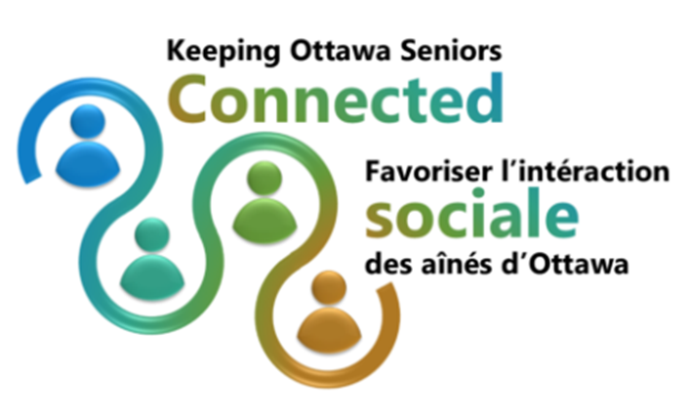 Keeping Ottawa Seniors
Connected
Favoriser l'intéraction
sociale
des aînés d'Ottawa